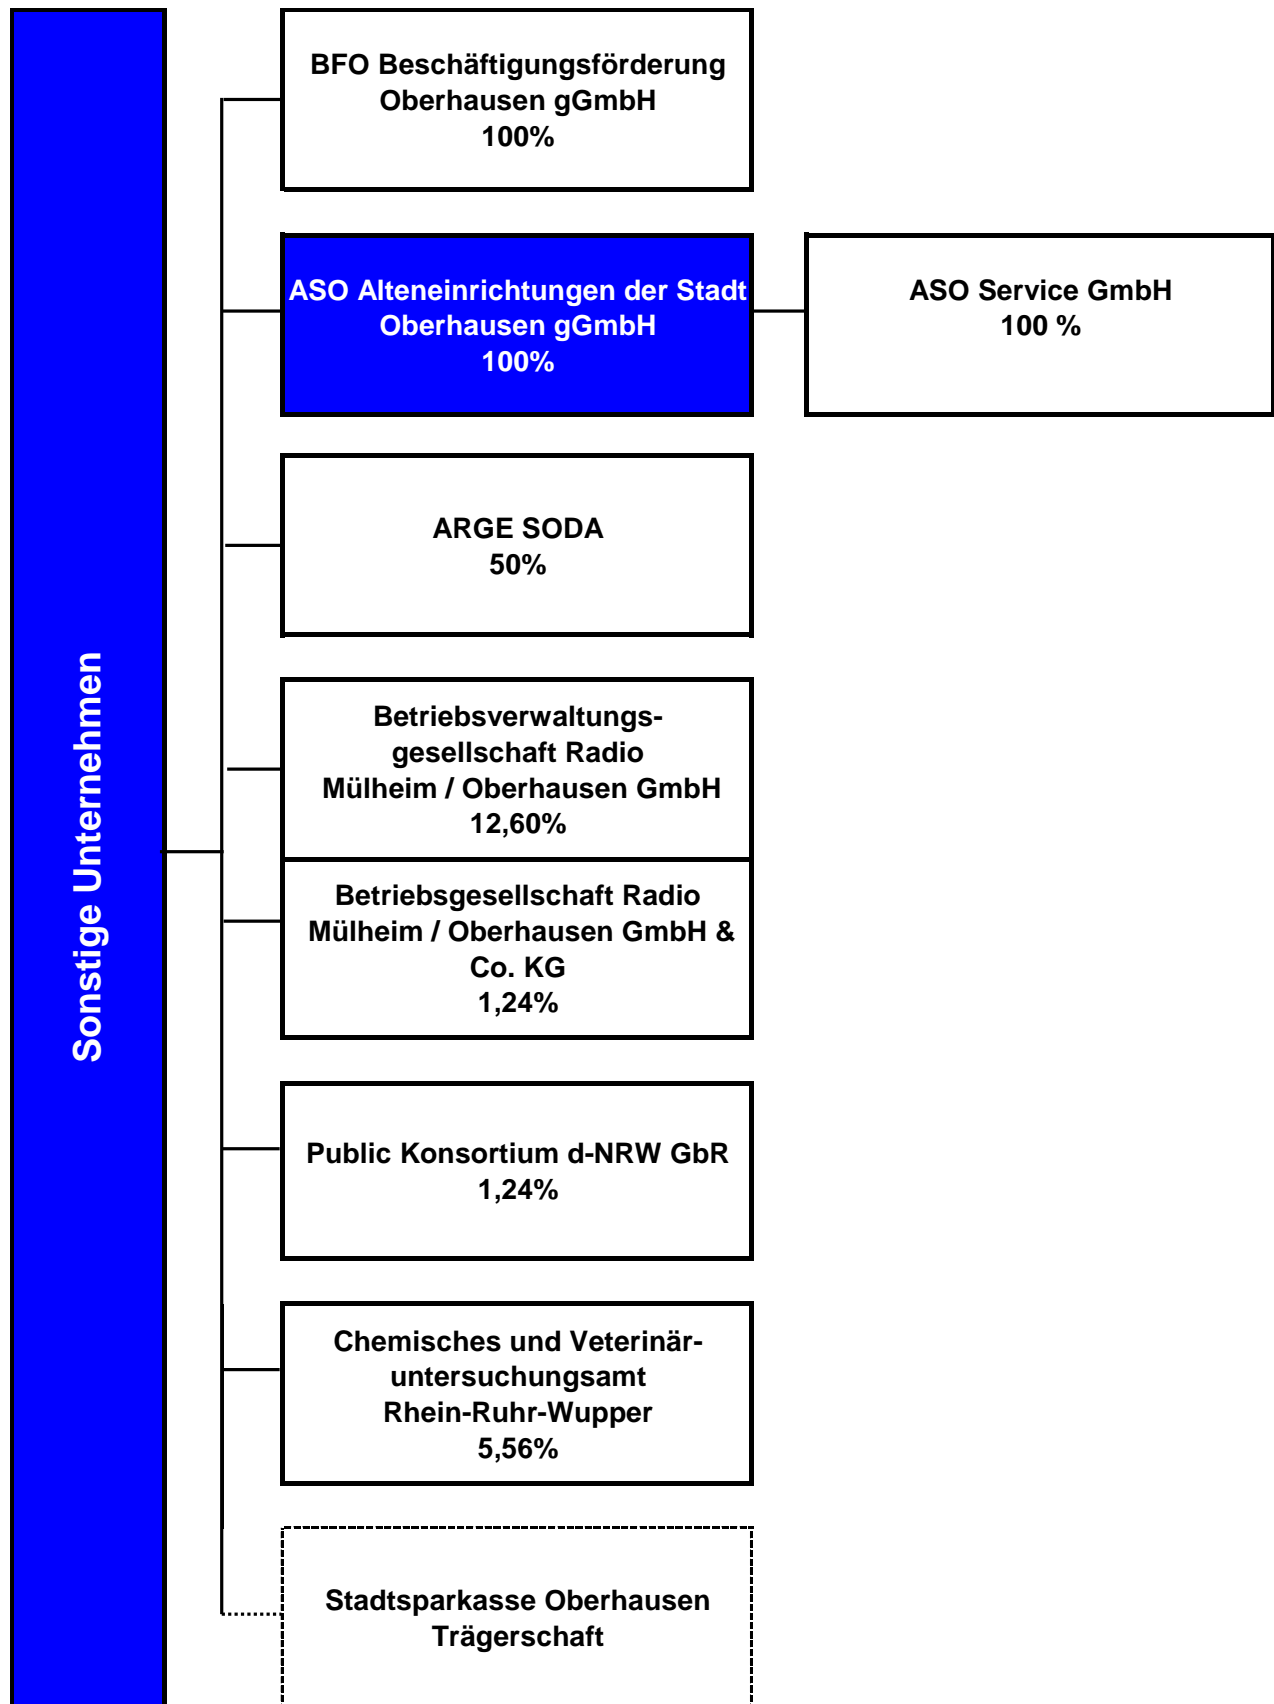 Sonstige Unternehmen
BFO Beschäftigungsförderung
Oberhausen gGmbH
100%
ASO Alteneinrichtungen der Stadt
Oberhausen gGmbH
100%
ASO Service GmbH
100 %
ARGE SODA
50%
Betriebsverwaltungs-
gesellschaft Radio
Mülheim / Oberhausen GmbH
12,60%
Betriebsgesellschaft Radio
Mülheim / Oberhausen GmbH &
Co. KG
1,24%
Public Konsortium d-NRW GbR
1,24%
Chemisches und Veterinär-
untersuchungsamt
Rhein-Ruhr-Wupper
5,56%
Stadtsparkasse Oberhausen
Trägerschaft